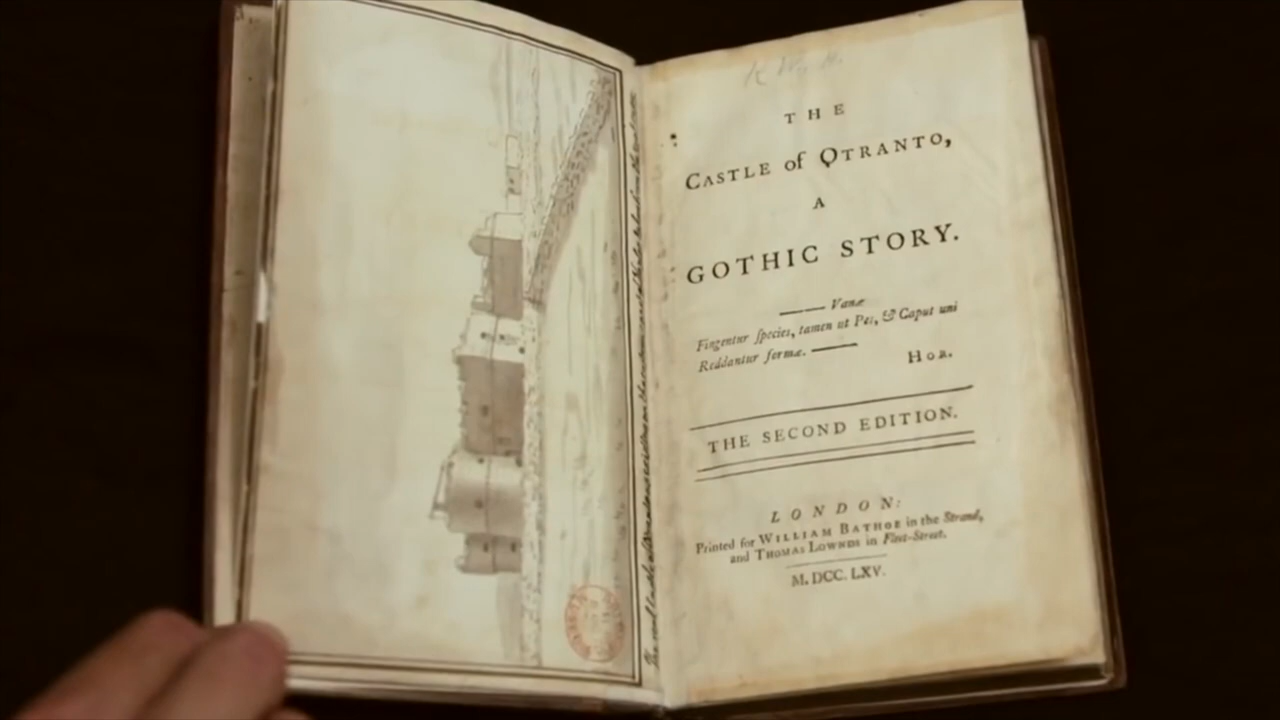 THE
CASTLE of OTRANTO,
A
GOTHIC STORY.
—— Vanæ
Fingentur ſpecies, tamen ut Pes, & Caput uni
Reddantur formæ. ——
HOR.
THE SECOND EDITION.
LONDON:
Printed for WILLIAM BATHOE in the Strand,
and THOMAS LOWNDS in Fleet-Street.
M.DCC.LXV.